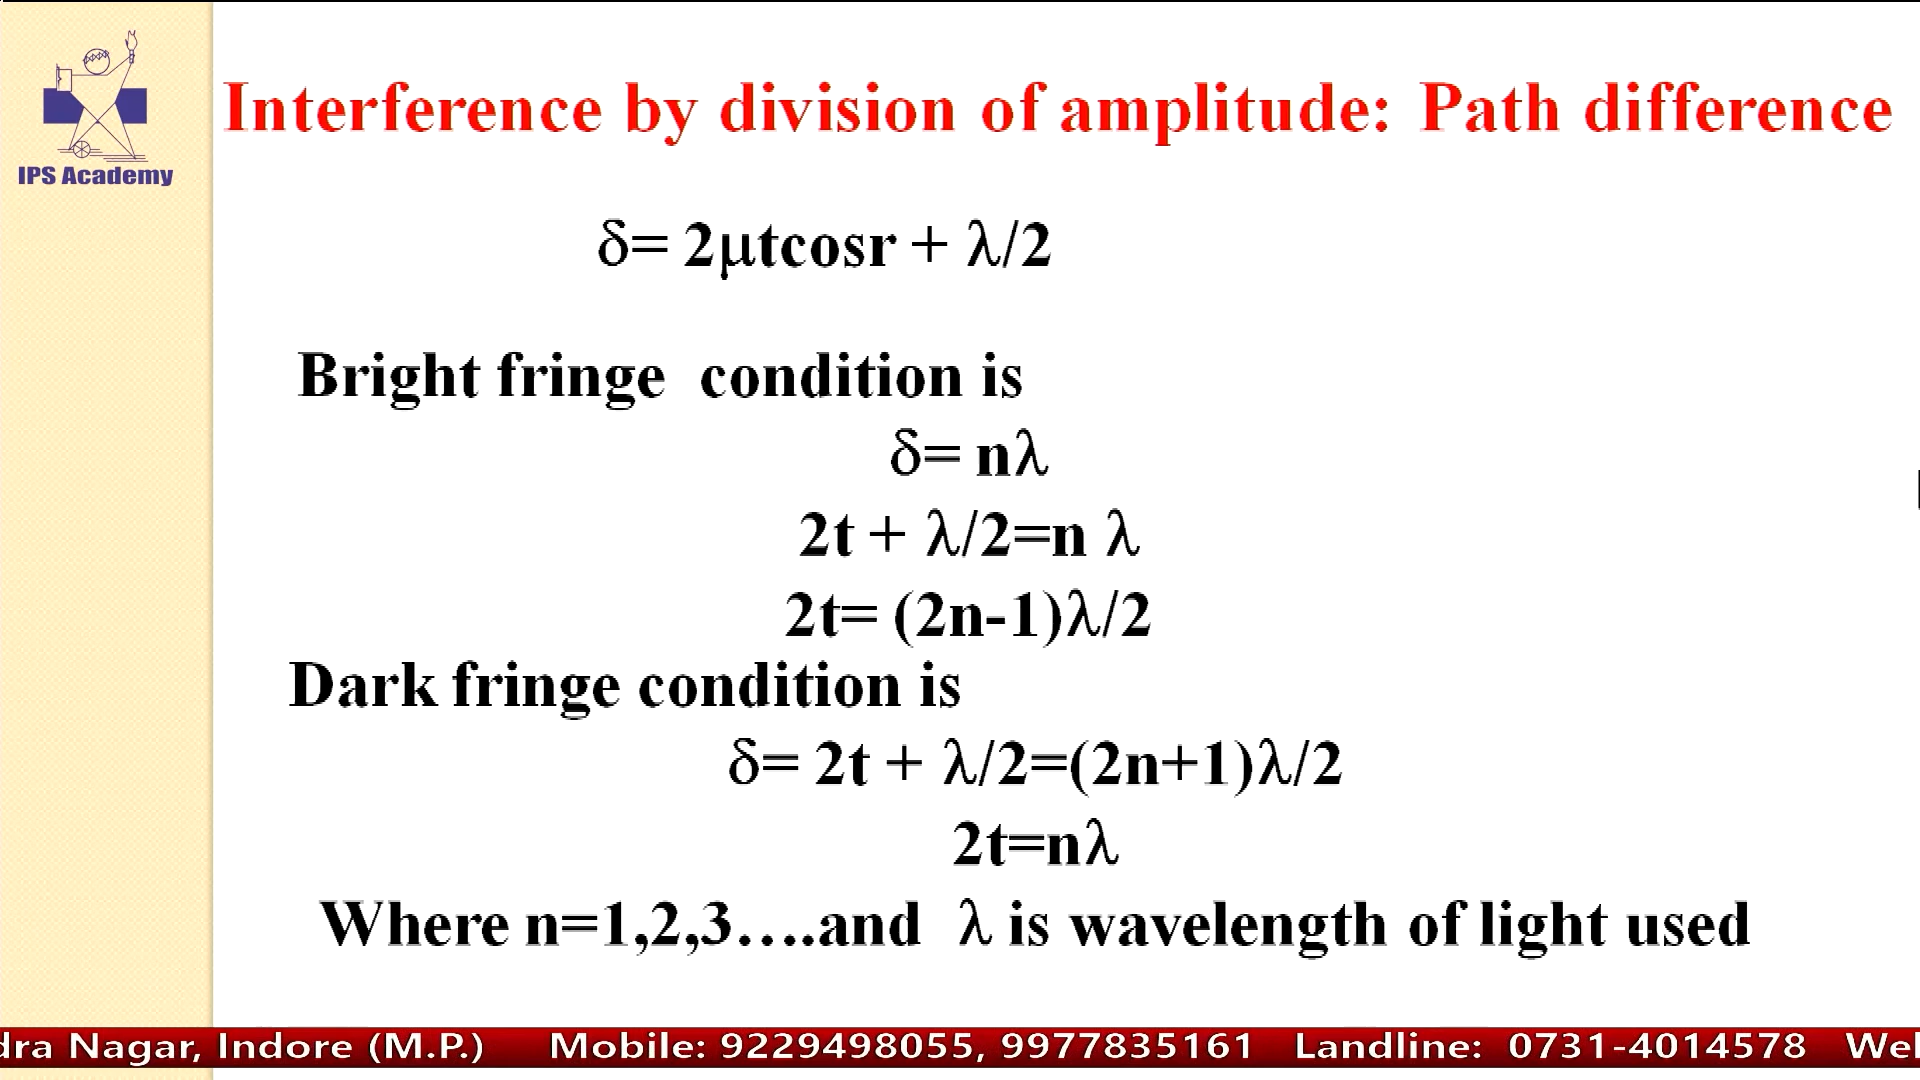 IPS Academy
Interference by division of amplitude: Path difference
δ= 2μtcosr + λ/2
Bright fringe condition is
δ= nλ
2t + λ/2=n λ
2t= (2n-1)λ/2
Dark fringe condition is
δ= 2t + λ/2=(2n+1)λ/2
2t=nλ
Where n=1,2,3….and λ is wavelength of light used
dra Nagar, Indore (M.P.) Mobile: 9229498055, 9977835161 Landline: 0731-4014578